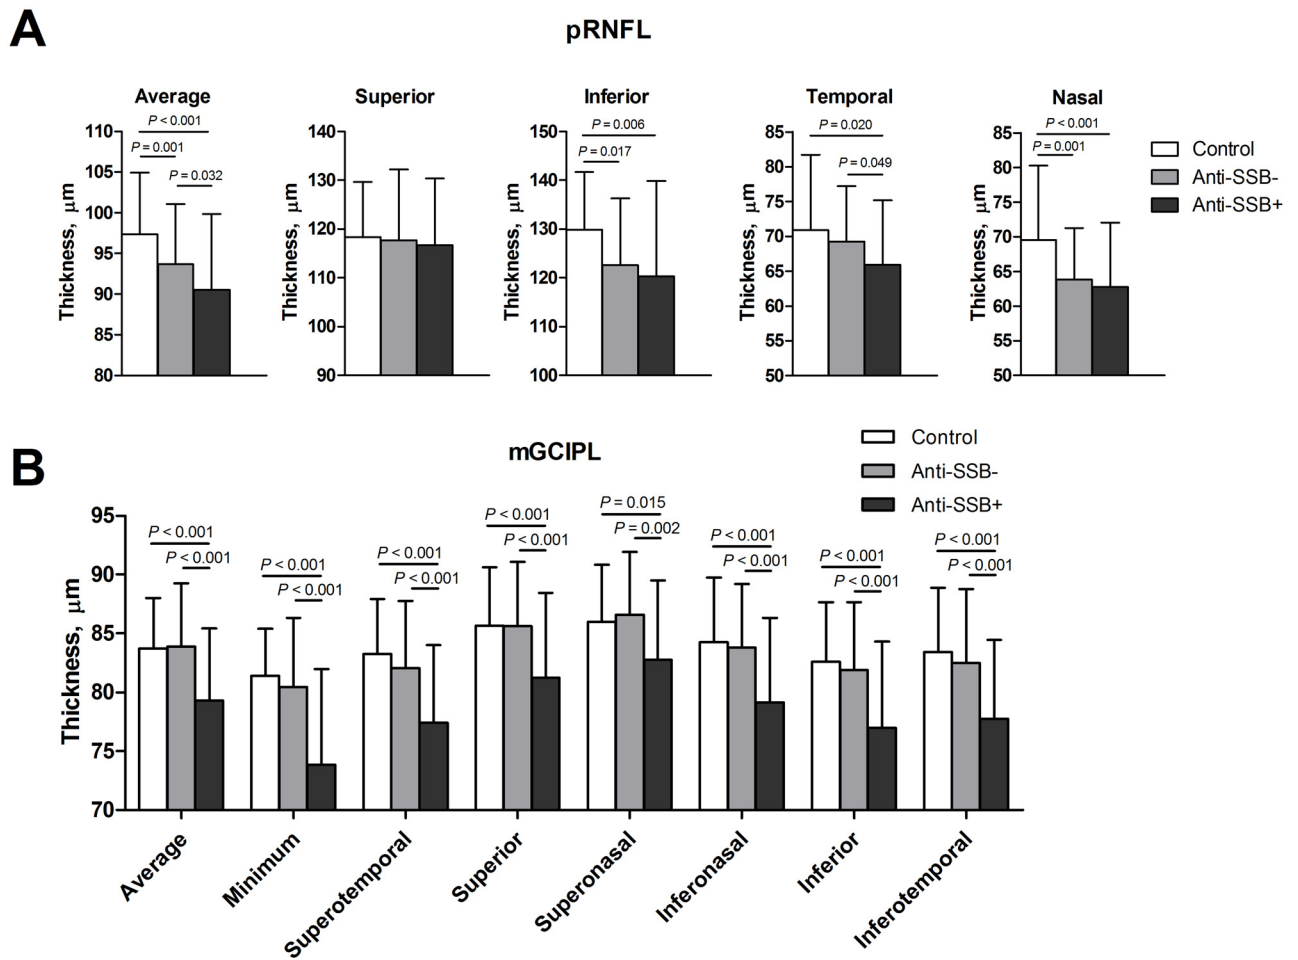 A
pRNFL
Average
Superior
Inferior
Temporal
Nasal
Thickness, µm
110
105
100
95
90
85
80
P < 0.001
P = 0.001
P = 0.032
Thickness, µm
140
130
120
110
100
90
Thickness, µm
150
140
130
120
110
100
P = 0.006
P = 0.017
Thickness, µm
85
80
75
70
65
60
55
50
P = 0.020
P = 0.049
Thickness, µm
85
80
75
70
65
60
55
50
P < 0.001
P = 0.001
Control
Anti-SSB-
Anti-SSB+
B
mGCIPL
Control
Anti-SSB-
Anti-SSB+
Thickness, µm
95
90
85
80
75
70
P < 0.001
P < 0.001
P < 0.001
P < 0.001
P < 0.001
P < 0.001
P < 0.001
P < 0.001
P = 0.015
P = 0.002
P < 0.001
P < 0.001
P < 0.001
P < 0.001
P < 0.001
P < 0.001
Average
Minimum
Superotemporal
Superior
Superonasal
Inferonasal
Inferior
Inferotemporal